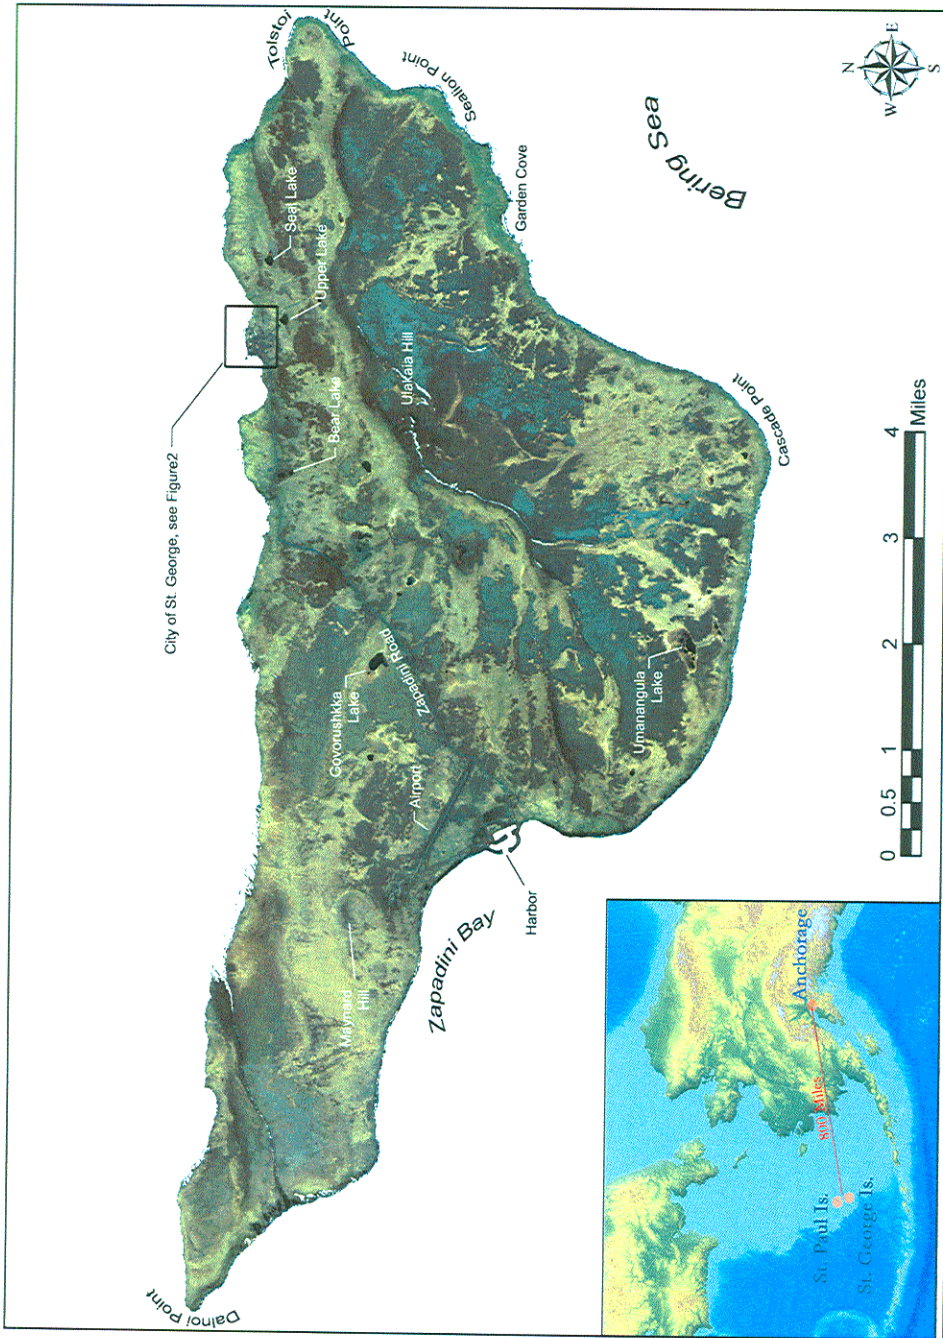 Tolstoi
Point
Sealion Point
Garden Cove
Bering Sea
N
E
S
W
Seal Lake
Upper Lake
City of St. George, see Figure2
Bear Lake
Ulakaia Hill
Cascade Point
Govorushkka
Lake
Zapadini Road
Airport
Umanangula
Lake
Harbor
Zapadini Bay
Maynard
Hill
Dalnoi Point
0 0.5 1 2 3 4
Miles
Anchorage
800 Miles
St. Paul Is.
St. George Is.